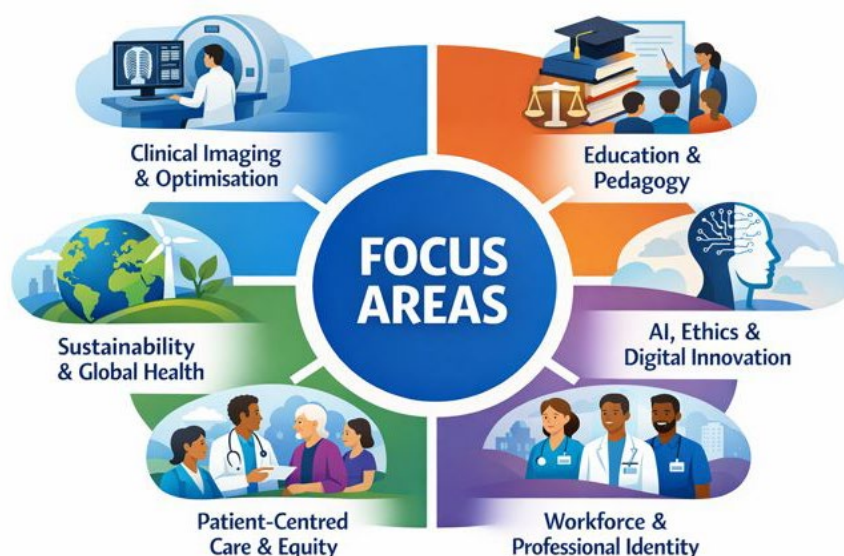 Clinical Imaging
& Optimisation
Education &
Pedagogy
FOCUS
AREAS
Sustainability
& Global Health
AI, Ethics &
Digital Innovation
Patient-Centred
Care & Equity
Workforce &
Professional Identity